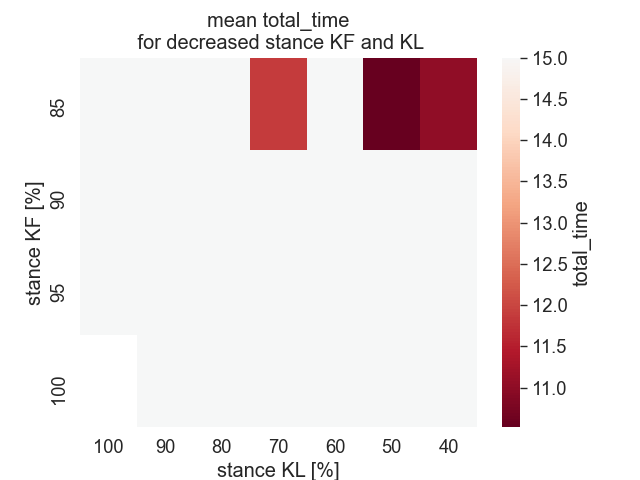 mean total_time
for decreased stance KF and KL
stance KF [%]
85
90
95
100
100 90 80 70 60 50 40
stance KL [%]
15.0
14.5
14.0
13.5
13.0
12.5
12.0
11.5
11.0
total_time